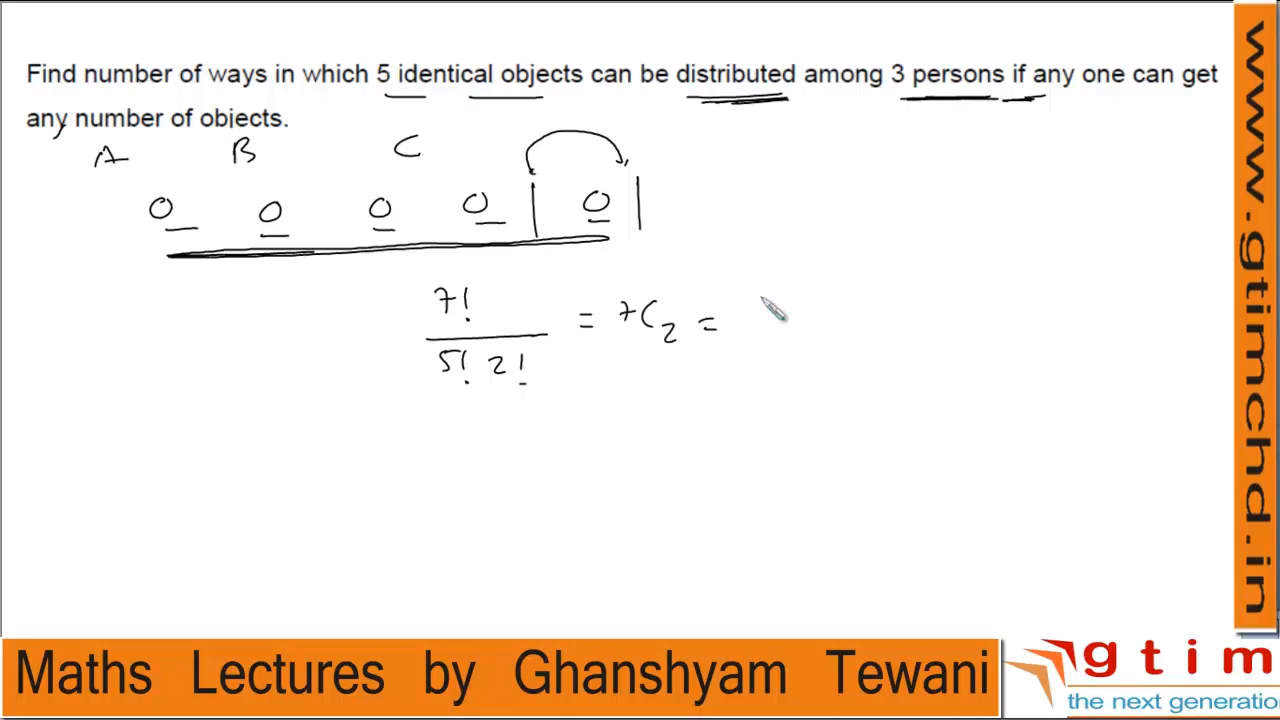 Find number of ways in which 5 identical objects can be distributed among 3 persons if any one can get
any number of objects.
A B C
0 0 0 0 | 0 |
7!
5! 2!
= 7C2 =
Maths Lectures by Ghanshyam Tewani
www.gtimchd.in
gtim
the next generatio